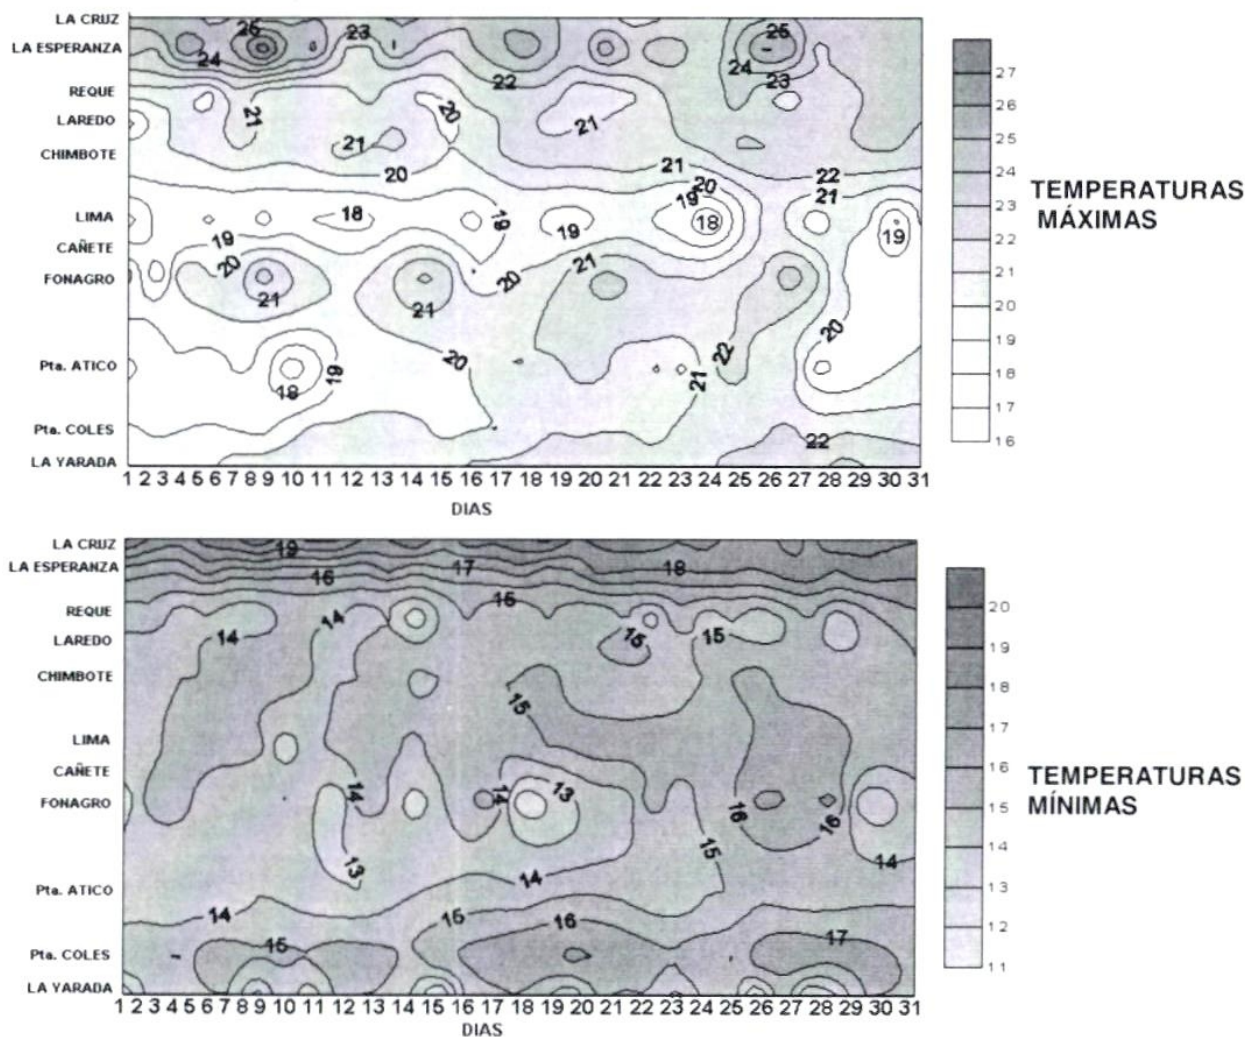 LA CRUZ
LA ESPERANZA
REQUE
LAREDO
CHIMBOTE
LIMA
CAÑETE
FONAGRO
Pta. ATICO
Pta. COLES
LA YARADA
25 23 25
24 24 23
22
21 20 21
21
20 21 22
20 21
19 18 19 19 19 18 19
19
20 20 21
21 21
20 20
18 19 21 22
22
1 2 3 4 5 6 7 8 9 10 11 12 13 14 15 16 17 18 19 20 21 22 23 24 25 26 27 28 29 30 31
DIAS
27
26
25
24
23
22
21
20
19
18
17
16
TEMPERATURAS
MÁXIMAS
LA CRUZ
LA ESPERANZA
REQUE
LAREDO
CHIMBOTE
LIMA
CAÑETE
FONAGRO
Pta. ATICO
Pta. COLES
LA YARADA
19
17 18
16
15
14 14 15 15
15
14 14 13
16 16
13 15 14
14
14 15 16
15 17
1 2 3 4 5 6 7 8 9 10 11 12 13 14 15 16 17 18 19 20 21 22 23 24 25 26 27 28 29 30 31
DIAS
20
19
18
17
16
15
14
13
12
11
TEMPERATURAS
MÍNIMAS